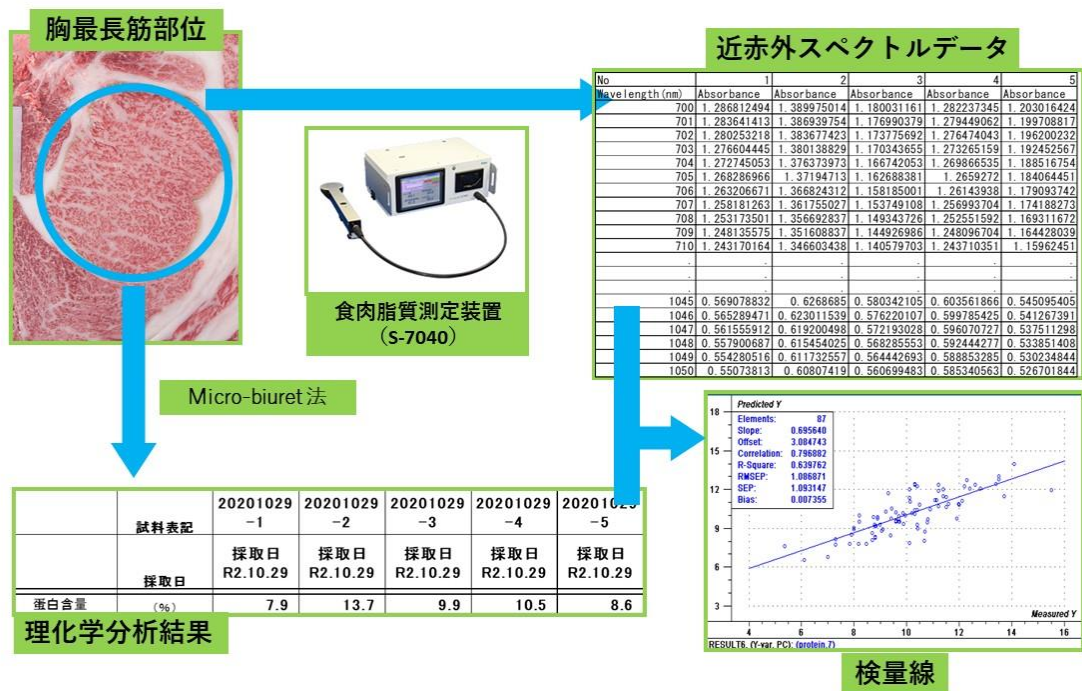 胸最長筋部位
近赤外スペクトルデータ
No 1 2 3 4 5
Wavelength(nm) Absorbance Absorbance Absorbance Absorbance Absorbance
700 1.286812494 1.389975014 1.180031161 1.282237345 1.203016424
701 1.283641413 1.386939754 1.176990379 1.279449062 1.199708817
702 1.280253218 1.383677423 1.173775692 1.276474043 1.196200232
703 1.276604445 1.380138829 1.170343655 1.273265159 1.192452567
704 1.272745053 1.376373973 1.166742053 1.269866535 1.188516754
705 1.268286966 1.37194713 1.162688381 1.2659272 1.184064451
706 1.263206671 1.366824312 1.158185001 1.26143938 1.179093742
707 1.258181263 1.361755027 1.153749108 1.256993704 1.174188273
708 1.253173501 1.356692837 1.149343726 1.252551592 1.169311672
709 1.248135575 1.351608837 1.144926986 1.248096704 1.164428039
710 1.243170164 1.346603438 1.140579703 1.243710351 1.15962451
. . . . . .
. . . . . .
. . . . . .
1045 0.569078832 0.6268685 0.580342105 0.603561866 0.545095405
1046 0.565289471 0.623011539 0.576220107 0.599785425 0.541267391
1047 0.561555912 0.619200498 0.572193028 0.596070727 0.537511298
1048 0.557900687 0.615454025 0.568285553 0.592444277 0.533851408
1049 0.554280516 0.611732557 0.564442693 0.588853285 0.530234844
1050 0.55073813 0.60807419 0.560699483 0.585340563 0.526701844
食肉脂質測定装置
（S-7040）
Micro-biuret法
試料表記 20201029-1 20201029-2 20201029-3 20201029-4 20201029-5
採取日 採取日 採取日 採取日 採取日 採取日
R2.10.29 R2.10.29 R2.10.29 R2.10.29 R2.10.29
蛋白含量 (%) 7.9 13.7 9.9 10.5 8.6
理化学分析結果
Predicted Y
Elements: 87
Slope: 0.695640
Offset: 3.084743
Correlation: 0.796882
R-Square: 0.639762
RMSEP: 1.086871
SEP: 1.093147
Bias: 0.007355
18
15
12
9
6
3
Measured Y
4 6 8 10 12 14 16
RESULT6, (Y-var, PC): (protein,7)
検量線